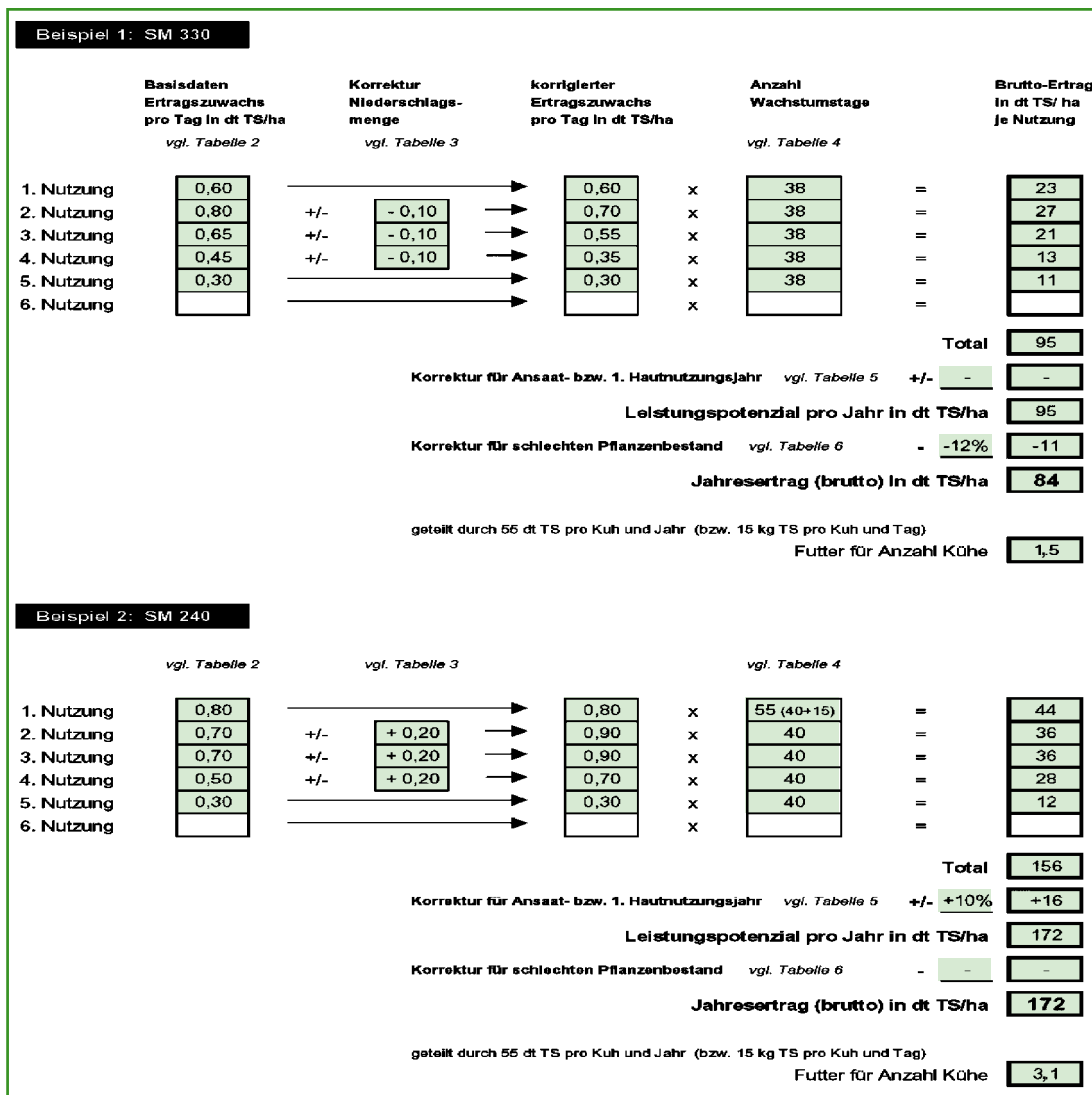 Beispiel 1: SM 330
Basisdaten Korrektur korrigierter Anzahl Brutto-Ertrag
Ertragszuwachs Niederschlags- Ertragszuwachs Wachstumstage in dt TS/ ha
pro Tag in dt TS/ha menge pro Tag in dt TS/ha je Nutzung
vgl. Tabelle 2 vgl. Tabelle 3 vgl. Tabelle 4
1. Nutzung 0,60 0,60 x 38 = 23
2. Nutzung 0,80 +/- - 0,10 0,70 x 38 = 27
3. Nutzung 0,65 +/- - 0,10 0,55 x 38 = 21
4. Nutzung 0,45 +/- - 0,10 0,35 x 38 = 13
5. Nutzung 0,30 0,30 x 38 = 11
6. Nutzung x =
Total 95
Korrektur für Ansaat- bzw. 1. Hautnutzungsjahr vgl. Tabelle 5 +/- - -
Leistungspotenzial pro Jahr in dt TS/ha 95
Korrektur für schlechten Pflanzenbestand vgl. Tabelle 6 - -12% -11
Jahresertrag (brutto) in dt TS/ha 84
geteilt durch 55 dt TS pro Kuh und Jahr (bzw. 15 kg TS pro Kuh und Tag)
Futter für Anzahl Kühe 1,5
Beispiel 2: SM 240
vgl. Tabelle 2 vgl. Tabelle 3 vgl. Tabelle 4
1. Nutzung 0,80 0,80 x 55 (40+15) = 44
2. Nutzung 0,70 +/- + 0,20 0,90 x 40 = 36
3. Nutzung 0,70 +/- + 0,20 0,90 x 40 = 36
4. Nutzung 0,50 +/- + 0,20 0,70 x 40 = 28
5. Nutzung 0,30 0,30 x 40 = 12
6. Nutzung x =
Total 156
Korrektur für Ansaat- bzw. 1. Hautnutzungsjahr vgl. Tabelle 5 +/- +10% +16
Leistungspotenzial pro Jahr in dt TS/ha 172
Korrektur für schlechten Pflanzenbestand vgl. Tabelle 6 - - -
Jahresertrag (brutto) in dt TS/ha 172
geteilt durch 55 dt TS pro Kuh und Jahr (bzw. 15 kg TS pro Kuh und Tag)
Futter für Anzahl Kühe 3,1